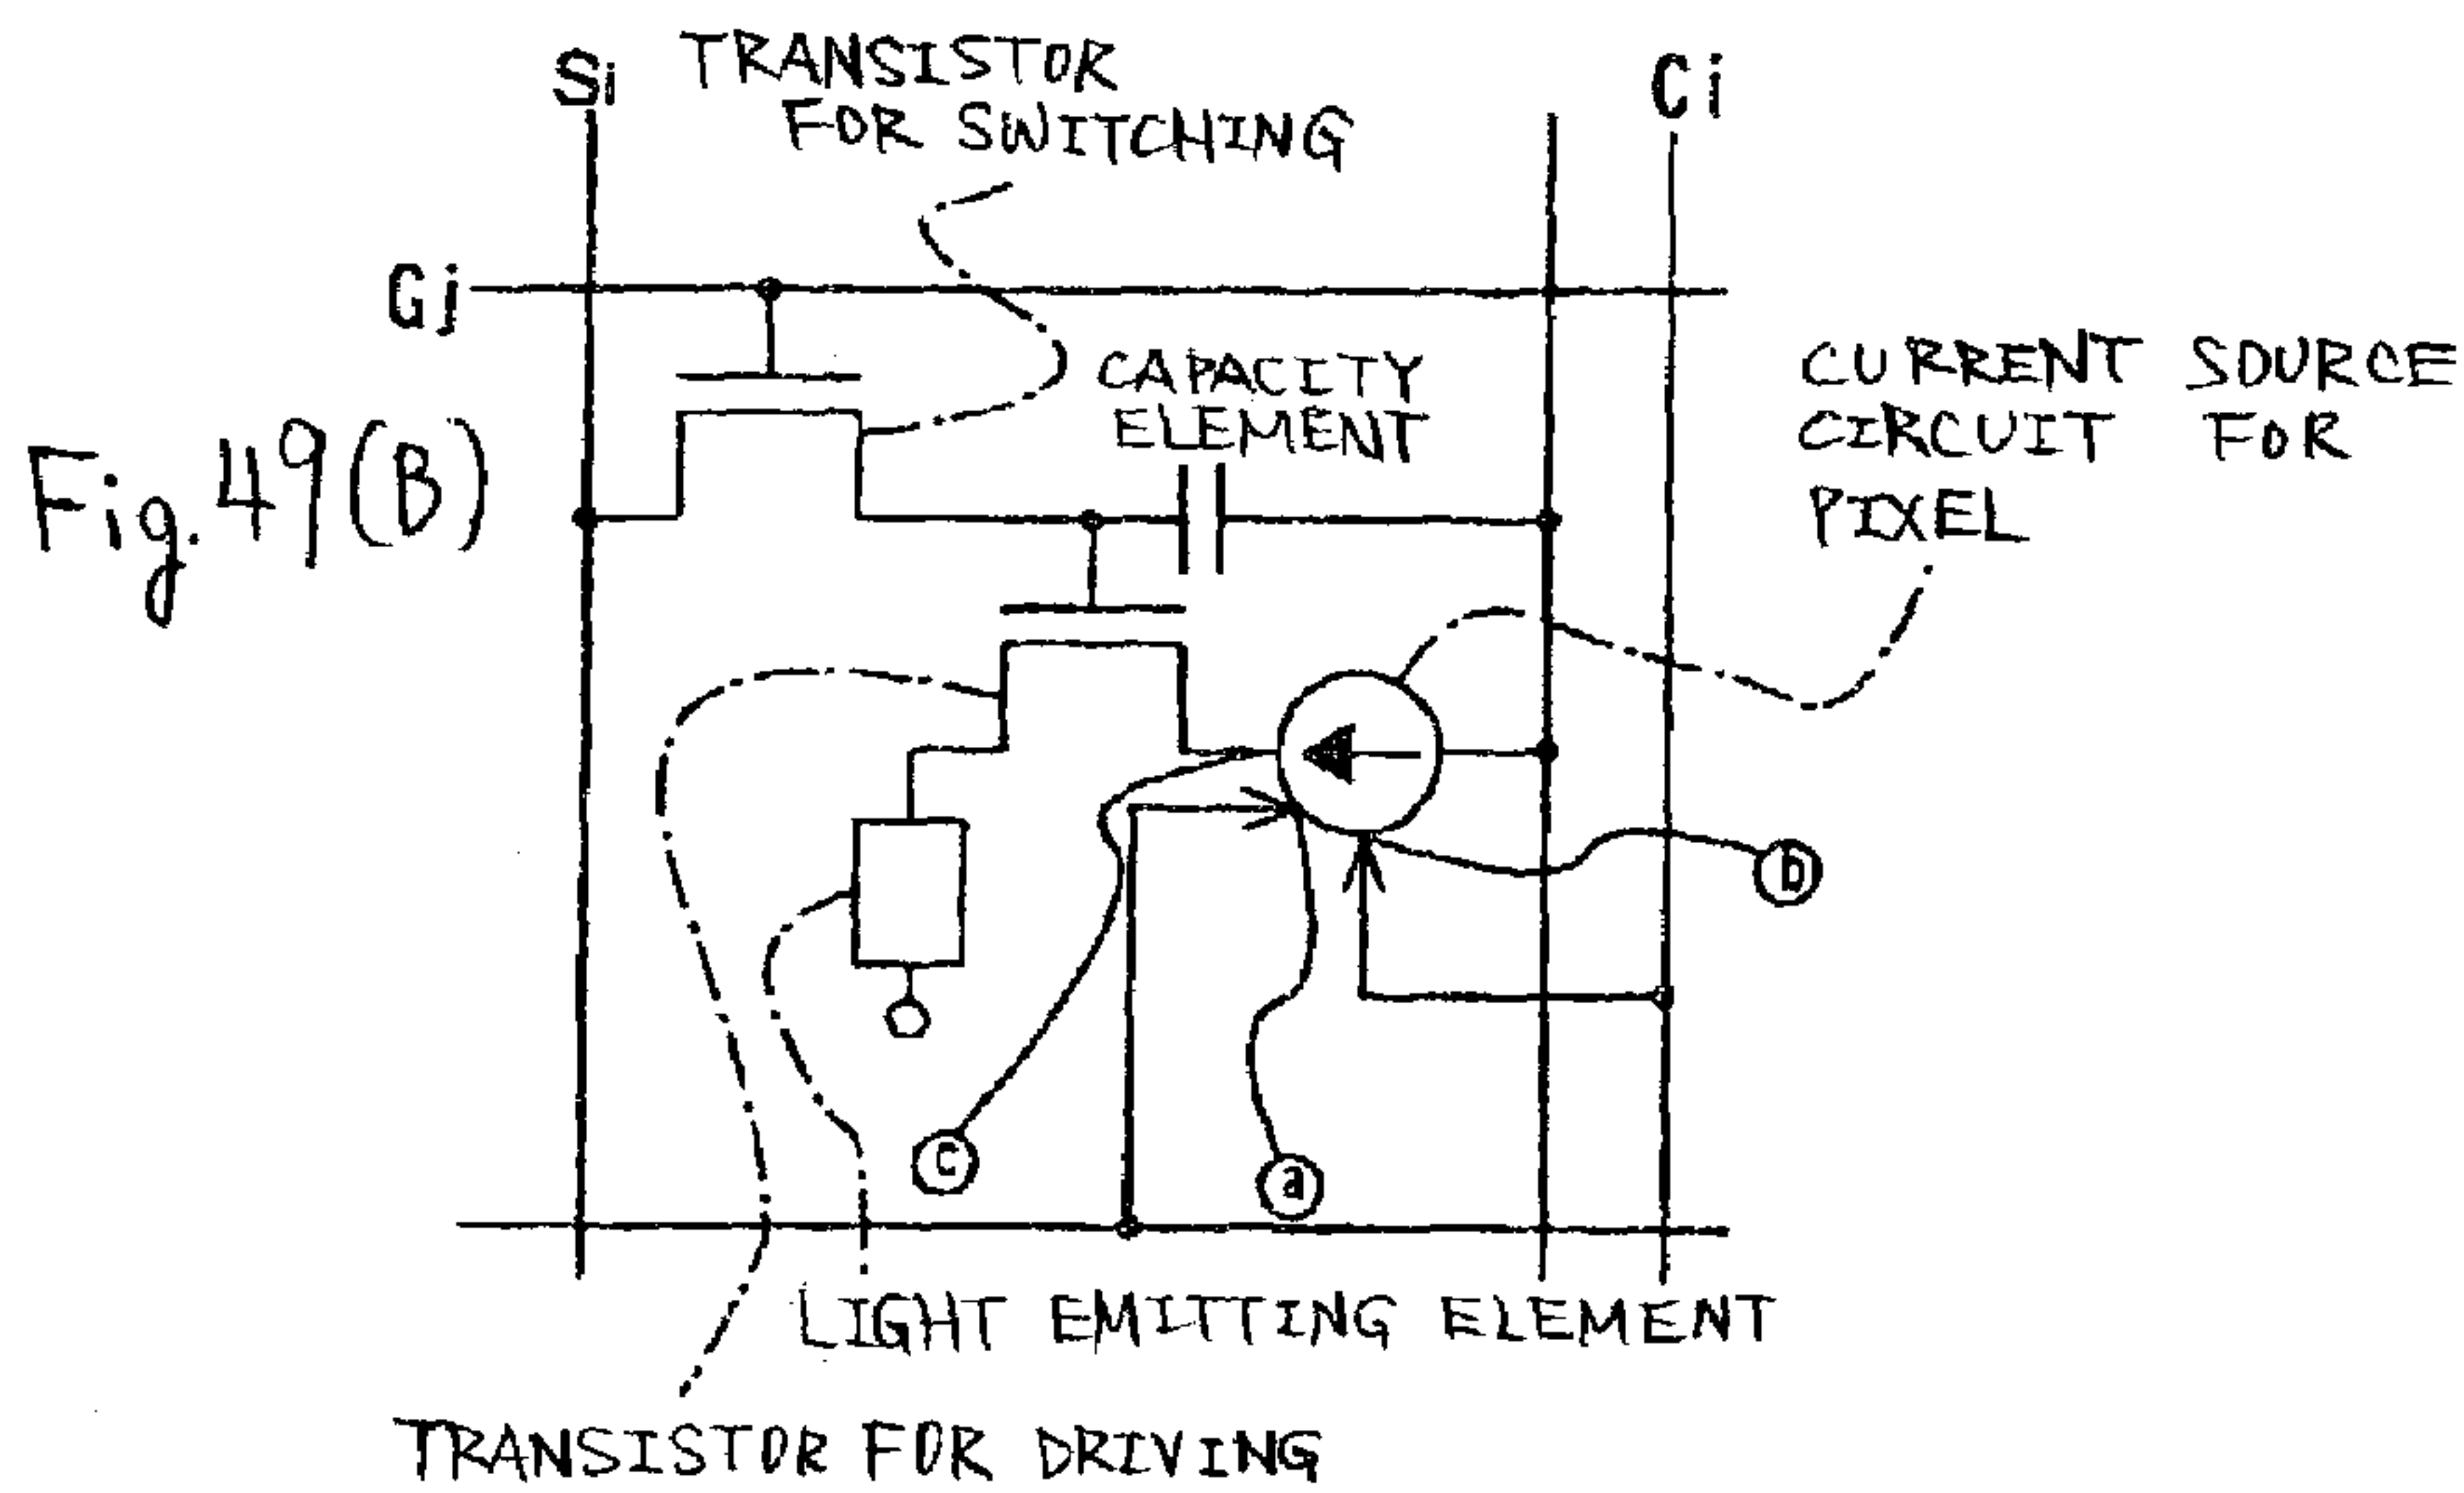 Si
TRANSISTOR
FOR SWITCHING
Ci
Gj
CAPACITY
ELEMENT
CURRENT SOURCE
CIRCUIT FOR
PIXEL
Fig. 49(B)
b
c
a
LIGHT EMITTING ELEMENT
TRANSISTOR FOR DRIVING